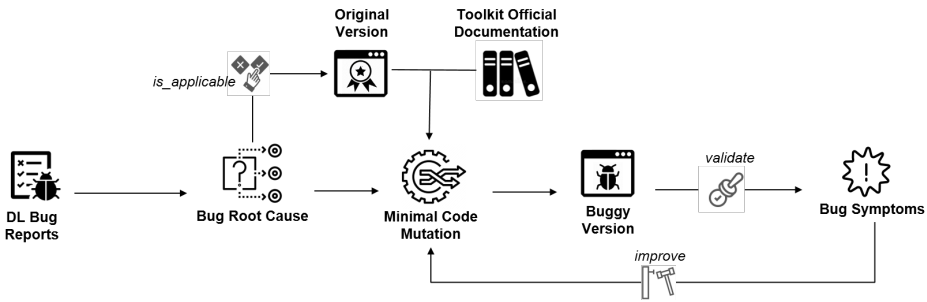 Original
Version
Toolkit Official
Documentation
is_applicable
DL Bug
Reports
Bug Root Cause
Minimal Code
Mutation
Buggy
Version
validate
Bug Symptoms
improve